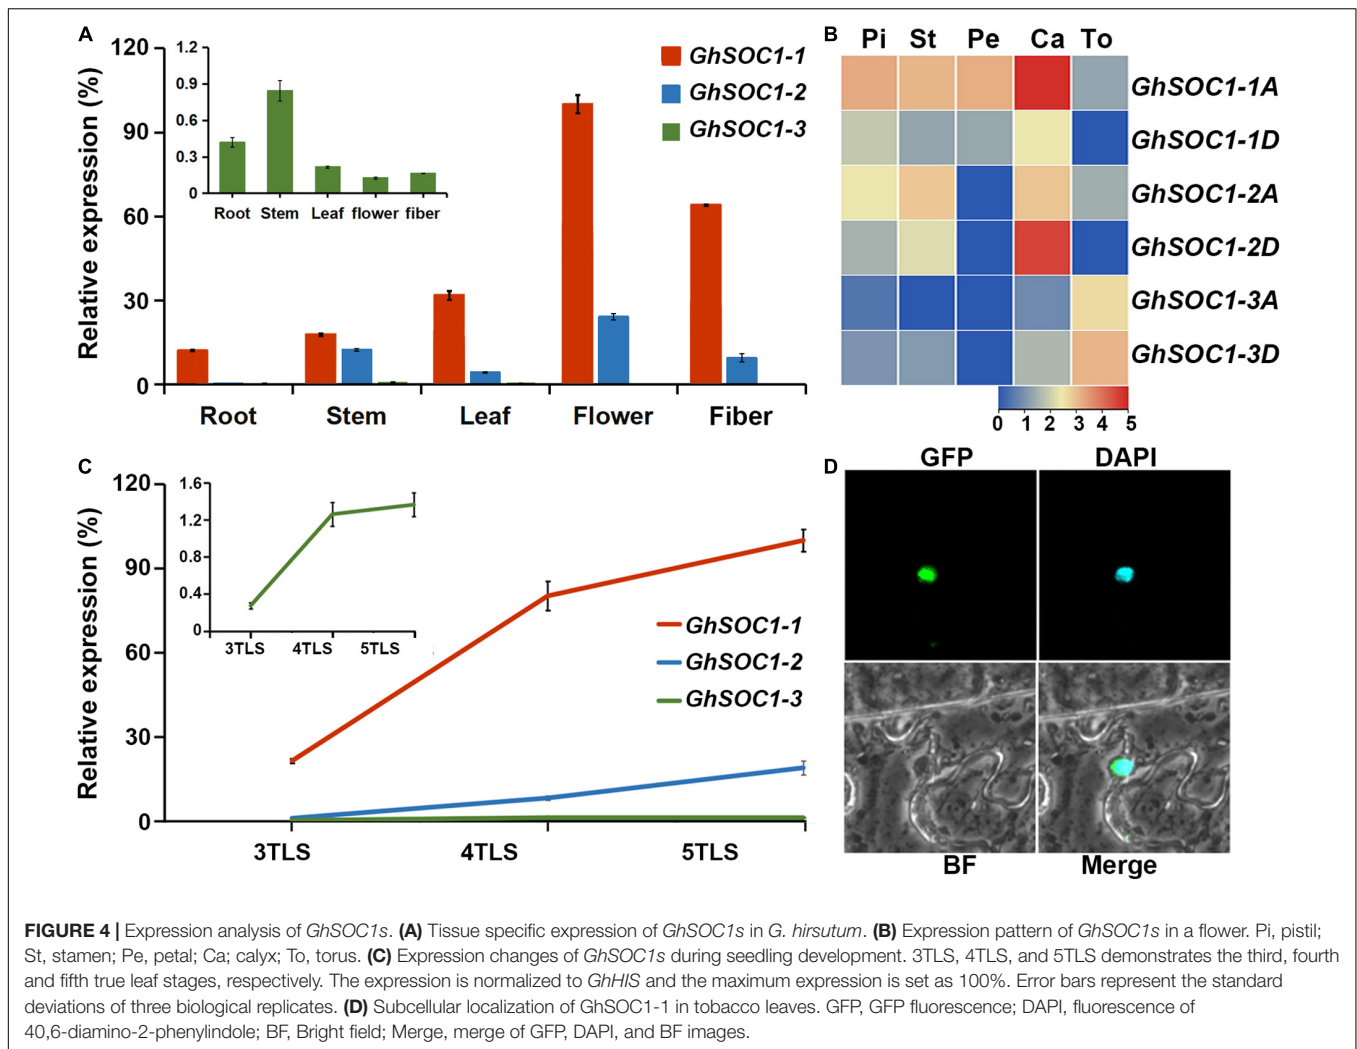 A
Relative expression (%)
120
90
60
30
0
1.2
0.9
0.6
0.3
0
Root Stem Leaf flower fiber
GhSOC1-1
GhSOC1-2
GhSOC1-3
Root Stem Leaf Flower Fiber
B
Pi St Pe Ca To
GhSOC1-1A
GhSOC1-1D
GhSOC1-2A
GhSOC1-2D
GhSOC1-3A
GhSOC1-3D
0 1 2 3 4 5
C
Relative expression (%)
120
90
60
30
0
1.6
1.2
0.8
0.4
0
3TLS 4TLS 5TLS
GhSOC1-1
GhSOC1-2
GhSOC1-3
3TLS 4TLS 5TLS
D
GFP DAPI
BF Merge
FIGURE 4 | Expression analysis of GhSOC1s. (A) Tissue specific expression of GhSOC1s in G. hirsutum. (B) Expression pattern of GhSOC1s in a flower. Pi, pistil;
St, stamen; Pe, petal; Ca; calyx; To, torus. (C) Expression changes of GhSOC1s during seedling development. 3TLS, 4TLS, and 5TLS demonstrates the third, fourth
and fifth true leaf stages, respectively. The expression is normalized to GhHIS and the maximum expression is set as 100%. Error bars represent the standard
deviations of three biological replicates. (D) Subcellular localization of GhSOC1-1 in tobacco leaves. GFP, GFP fluorescence; DAPI, fluorescence of
40,6-diamino-2-phenylindole; BF, Bright field; Merge, merge of GFP, DAPI, and BF images.